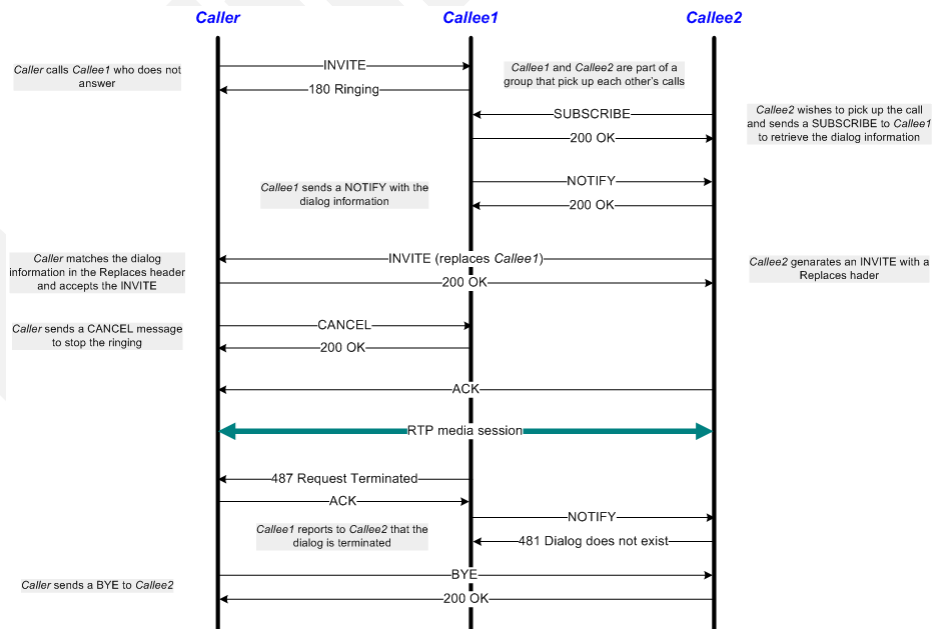 Caller
Callee1
Callee2
INVITE
Caller calls Callee1 who does not
answer
Callee1 and Callee2 are part of a
group that pick up each other's calls
180 Ringing
SUBSCRIBE
Callee2 wishes to pick up the call
and sends a SUBSCRIBE to Callee1
to retrieve the dialog information
200 OK
NOTIFY
Callee1 sends a NOTIFY with the
dialog information
200 OK
Caller matches the dialog
information in the Replaces header
and accepts the INVITE
INVITE (replaces Callee1)
Callee2 genarates an INVITE with a
Replaces hader
200 OK
Caller sends a CANCEL message
to stop the ringing
CANCEL
200 OK
ACK
RTP media session
487 Request Terminated
ACK
NOTIFY
Callee1 reports to Callee2 that the
dialog is terminated
481 Dialog does not exist
BYE
Caller sends a BYE to Callee2
200 OK